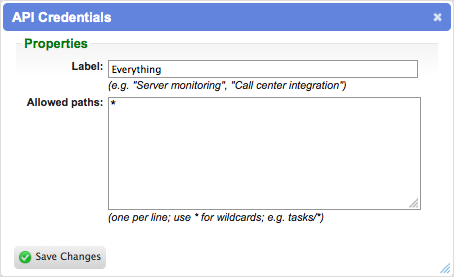 API Credentials
Properties
Label: Everything
(e.g. "Server monitoring", "Call center integration")
Allowed paths: *
(one per line; use * for wildcards; e.g. tasks/*)
Save Changes